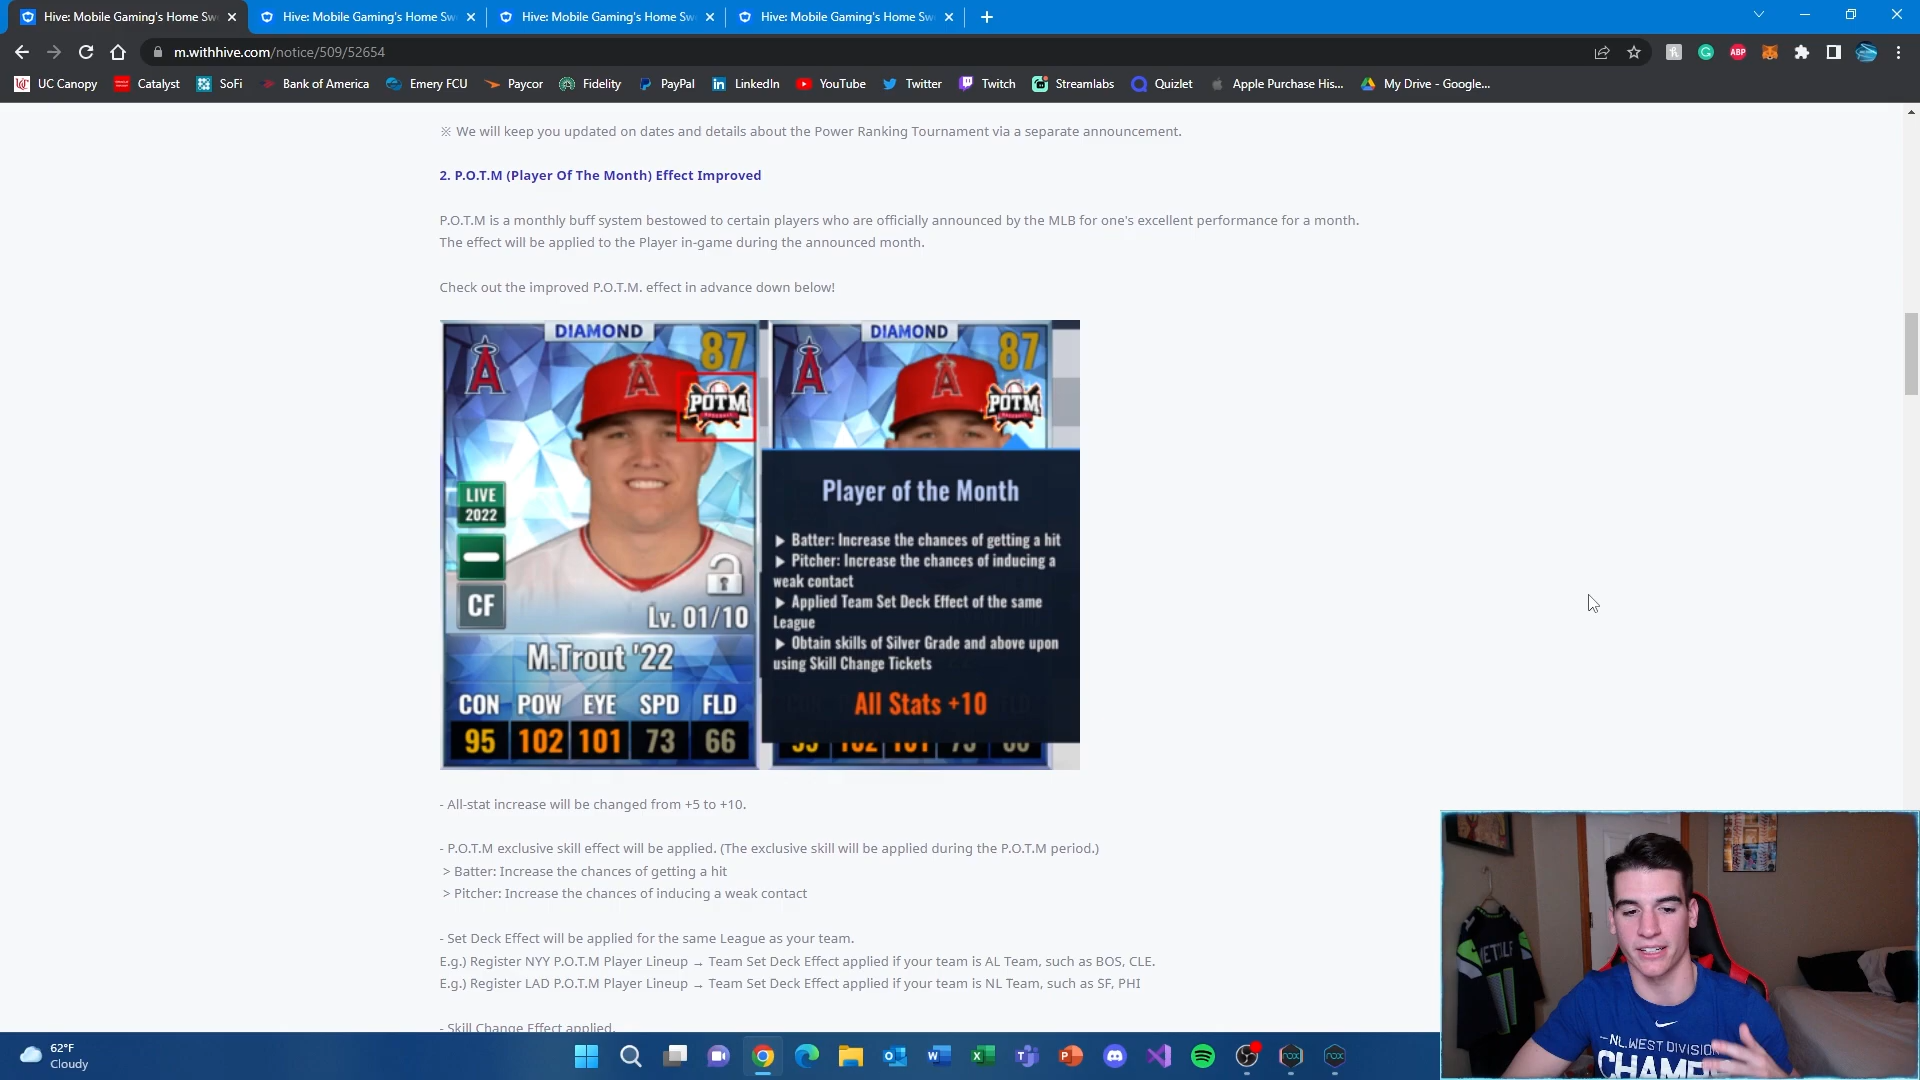 Hive: Mobile Gaming's Home Sw
Hive: Mobile Gaming's Home Sw
Hive: Mobile Gaming's Home Sw
Hive: Mobile Gaming's Home Sw
m.withhive.com/notice/509/52654
ABP
UC Canopy
Catalyst
SoFi
Bank of America
Emery FCU
Paycor
Fidelity
PayPal
LinkedIn
YouTube
Twitter
Twitch
Streamlabs
Quizlet
Apple Purchase His...
My Drive - Google...
※ We will keep you updated on dates and details about the Power Ranking Tournament via a separate announcement.
2. P.O.T.M (Player Of The Month) Effect Improved
P.O.T.M is a monthly buff system bestowed to certain players who are officially announced by the MLB for one's excellent performance for a month.
The effect will be applied to the Player in-game during the announced month.
Check out the improved P.O.T.M. effect in advance down below!
DIAMOND
87
POTM
LIVE
2022
CF
Lv. 01/10
M.Trout '22
CON POW EYE SPD FLD
95 102 101 73 66
DIAMOND
87
POTM
Player of the Month
▶ Batter: Increase the chances of getting a hit
▶ Pitcher: Increase the chances of inducing a
weak contact
▶ Applied Team Set Deck Effect of the same
League
▶ Obtain skills of Silver Grade and above upon
using Skill Change Tickets
All Stats +10
- All-stat increase will be changed from +5 to +10.
- P.O.T.M exclusive skill effect will be applied. (The exclusive skill will be applied during the P.O.T.M period.)
> Batter: Increase the chances of getting a hit
> Pitcher: Increase the chances of inducing a weak contact
- Set Deck Effect will be applied for the same League as your team.
E.g.) Register NYY P.O.T.M Player Lineup → Team Set Deck Effect applied if your team is AL Team, such as BOS, CLE.
E.g.) Register LAD P.O.T.M Player Lineup → Team Set Deck Effect applied if your team is NL Team, such as SF, PHI
- Skill Change Effect applied.
METCALF
NL WEST DIVISION
62°F
Cloudy